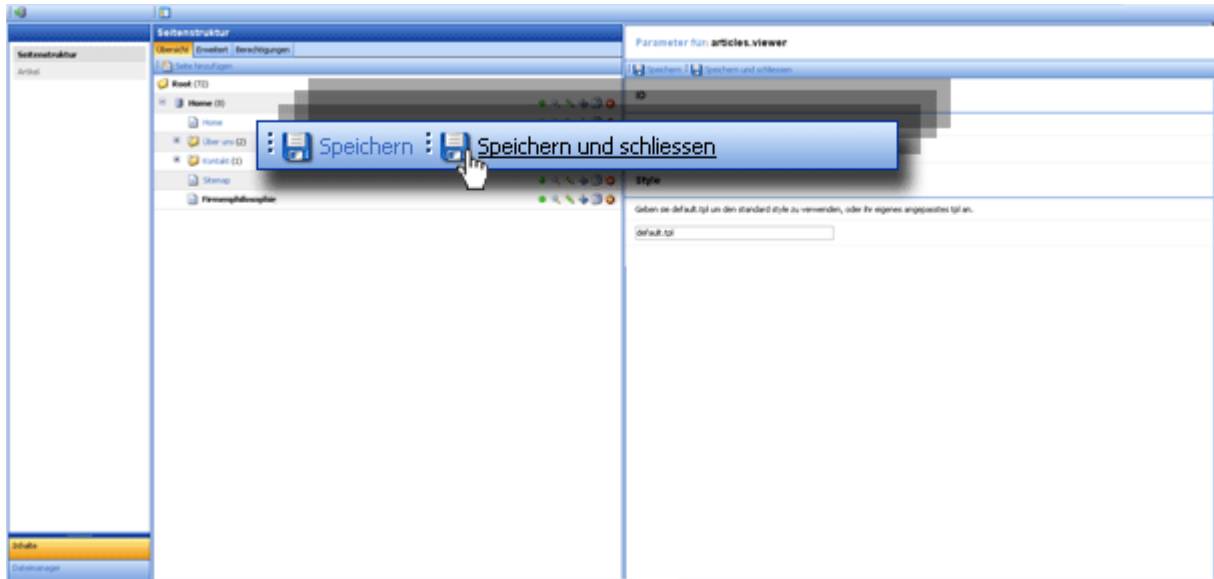 Seitenstruktur
Artikel
Inhalte
Dateimanager
Seitenstruktur
Übersicht Erweitert Berechtigungen
Seite hinzufügen
Root (72)
Home (8)
Home
Über uns (2)
Kontakt (1)
Sitemap
Firmenphilosophie
Speichern Speichern und schliessen
Parameter für: articles.viewer
Speichern Speichern und schliessen
ID
Style
Geben sie default.tpl um den standard style zu verwenden, oder ihr eigenes angepasstes tpl an.
default.tpl